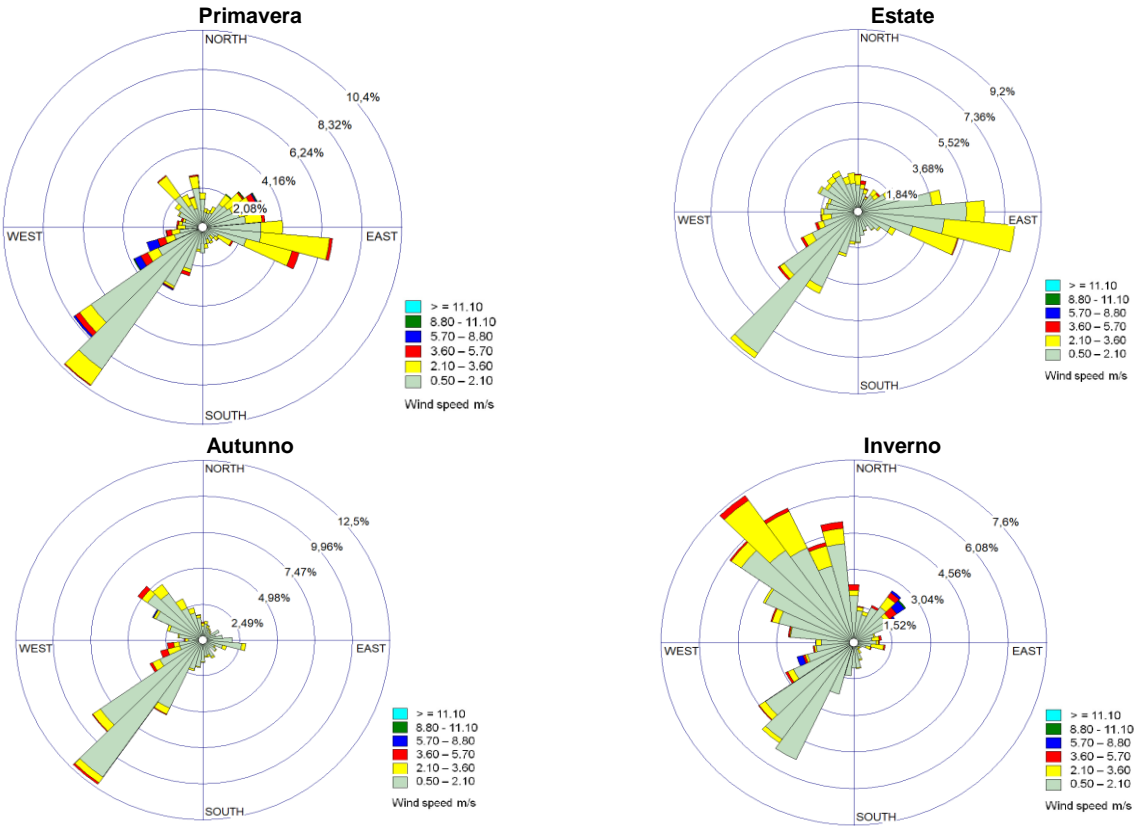 Primavera
NORTH
10,4%
8,32%
6,24%
4,16%
2,08%
WEST
EAST
SOUTH
> = 11.10
8.80 - 11.10
5.70 – 8.80
3.60 – 5.70
2.10 – 3.60
0.50 – 2.10
Wind speed m/s
Estate
NORTH
9,2%
7,36%
5,52%
3,68%
1,84%
WEST
EAST
SOUTH
> = 11.10
8.80 - 11.10
5.70 – 8.80
3.60 – 5.70
2.10 – 3.60
0.50 – 2.10
Wind speed m/s
Autunno
NORTH
12,5%
9,96%
7,47%
4,98%
2,49%
WEST
EAST
SOUTH
> = 11.10
8.80 - 11.10
5.70 – 8.80
3.60 – 5.70
2.10 – 3.60
0.50 – 2.10
Wind speed m/s
Inverno
NORTH
7,6%
6,08%
4,56%
3,04%
1,52%
WEST
EAST
SOUTH
> = 11.10
8.80 - 11.10
5.70 – 8.80
3.60 – 5.70
2.10 – 3.60
0.50 – 2.10
Wind speed m/s